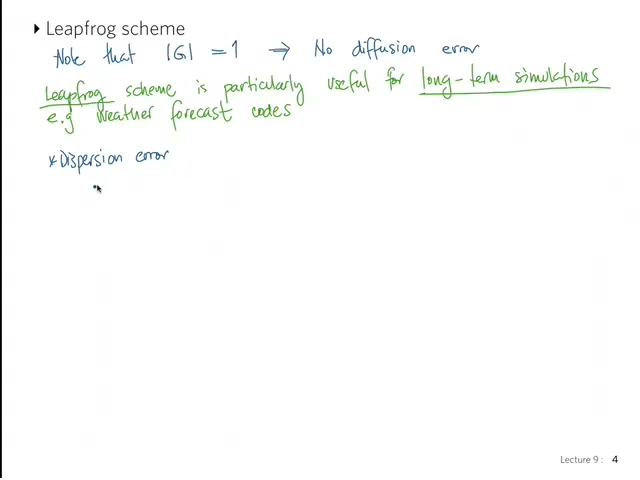 Leapfrog scheme
Note that |G| = 1 → No diffusion error
Leapfrog scheme is particularly useful for long-term simulations
e.g weather forecast codes
*Dispersion error
Lecture 9 : 4